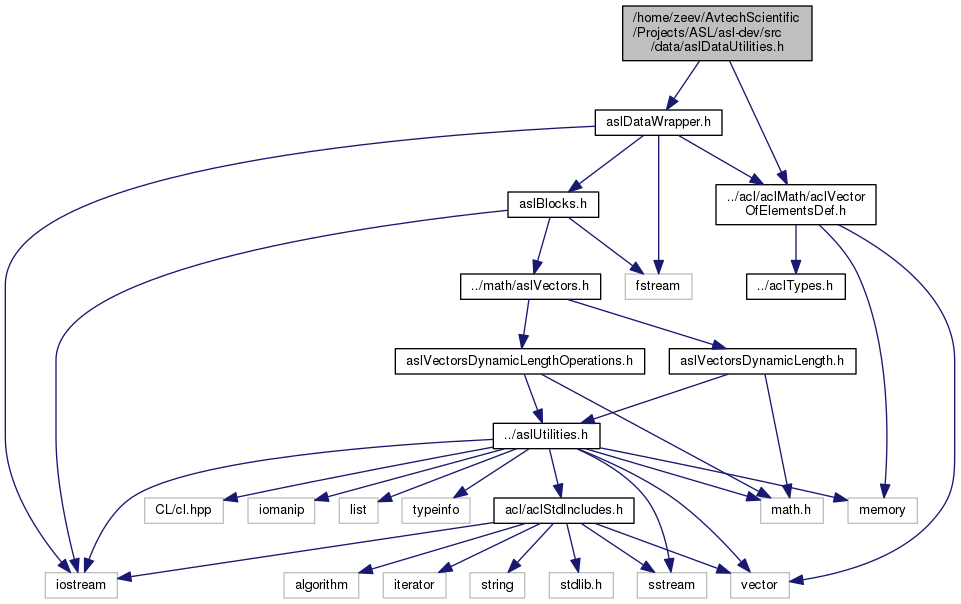 /home/zeev/AvtechScientific
/Projects/ASL/asl-dev/src
/data/aslDataUtilities.h
aslDataWrapper.h
aslBlocks.h
../acl/aclMath/aclVector
OfElementsDef.h
../math/aslVectors.h
fstream
../aclTypes.h
aslVectorsDynamicLengthOperations.h
aslVectorsDynamicLength.h
../aslUtilities.h
CL/cl.hpp
iomanip
list
typeinfo
acl/aclStdIncludes.h
math.h
memory
iostream
algorithm
iterator
string
stdlib.h
sstream
vector